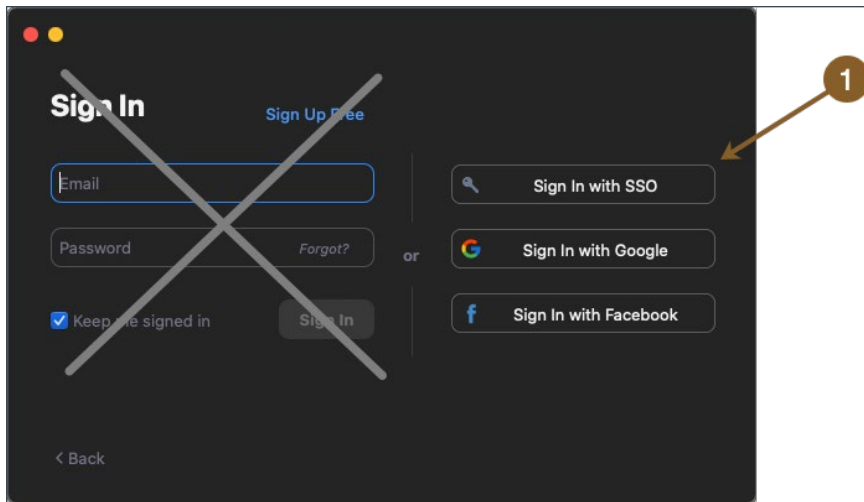 1
Sign In
Sign Up Free
Email
Password
Forgot?
or
Keep me signed in
Sign In
Sign In with SSO
Sign In with Google
Sign In with Facebook
< Back